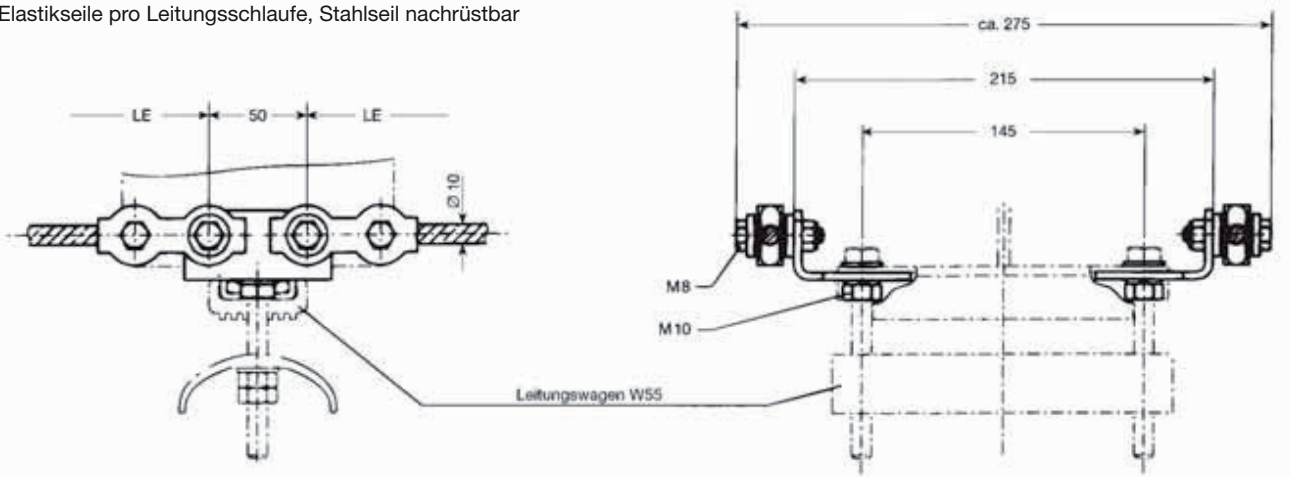 Elastikseile pro Leitungsschlaufe, Stahlseil nachrüstbar
ca. 275
215
145
LE 50 LE
Ø 10
M8
M10
Leitungswagen W55